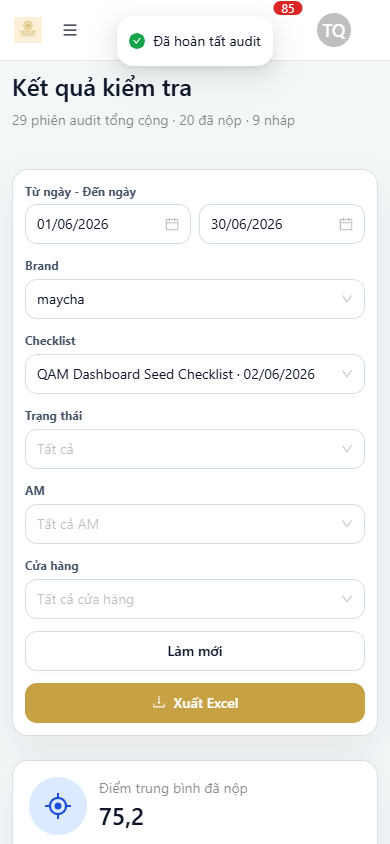 85
Đã hoàn tất audit
TQ
Kết quả kiểm tra
29 phiên audit tổng cộng · 20 đã nộp · 9 nháp
Từ ngày - Đến ngày
01/06/2026 30/06/2026
Brand
maycha
Checklist
QAM Dashboard Seed Checklist · 02/06/2026
Trạng thái
Tất cả
AM
Tất cả AM
Cửa hàng
Tất cả cửa hàng
Làm mới
Xuất Excel
Điểm trung bình đã nộp
75,2